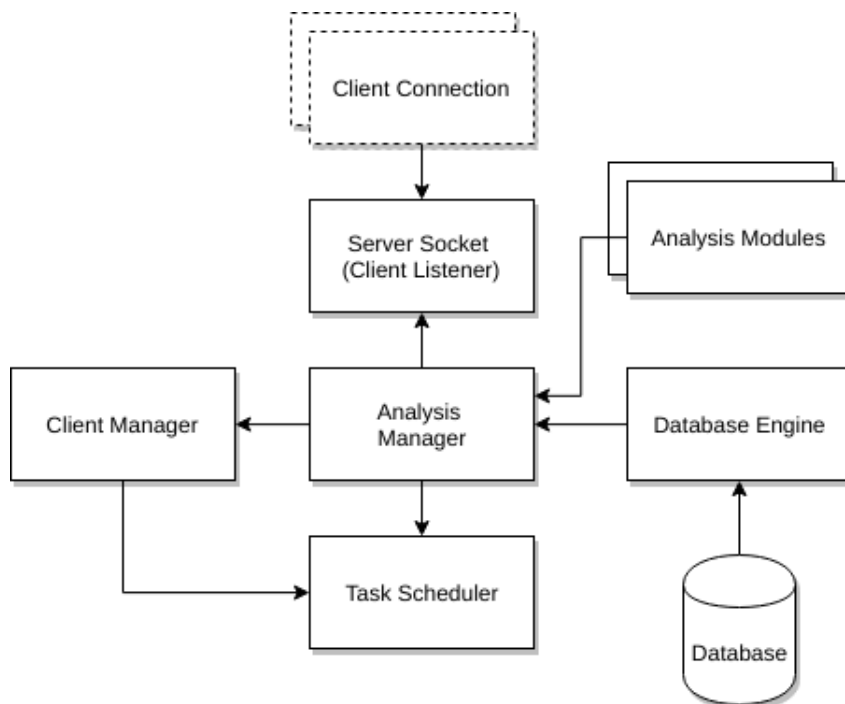 Client Connection
Server Socket
(Client Listener)
Analysis Modules
Client Manager
Analysis
Manager
Database Engine
Task Scheduler
Database